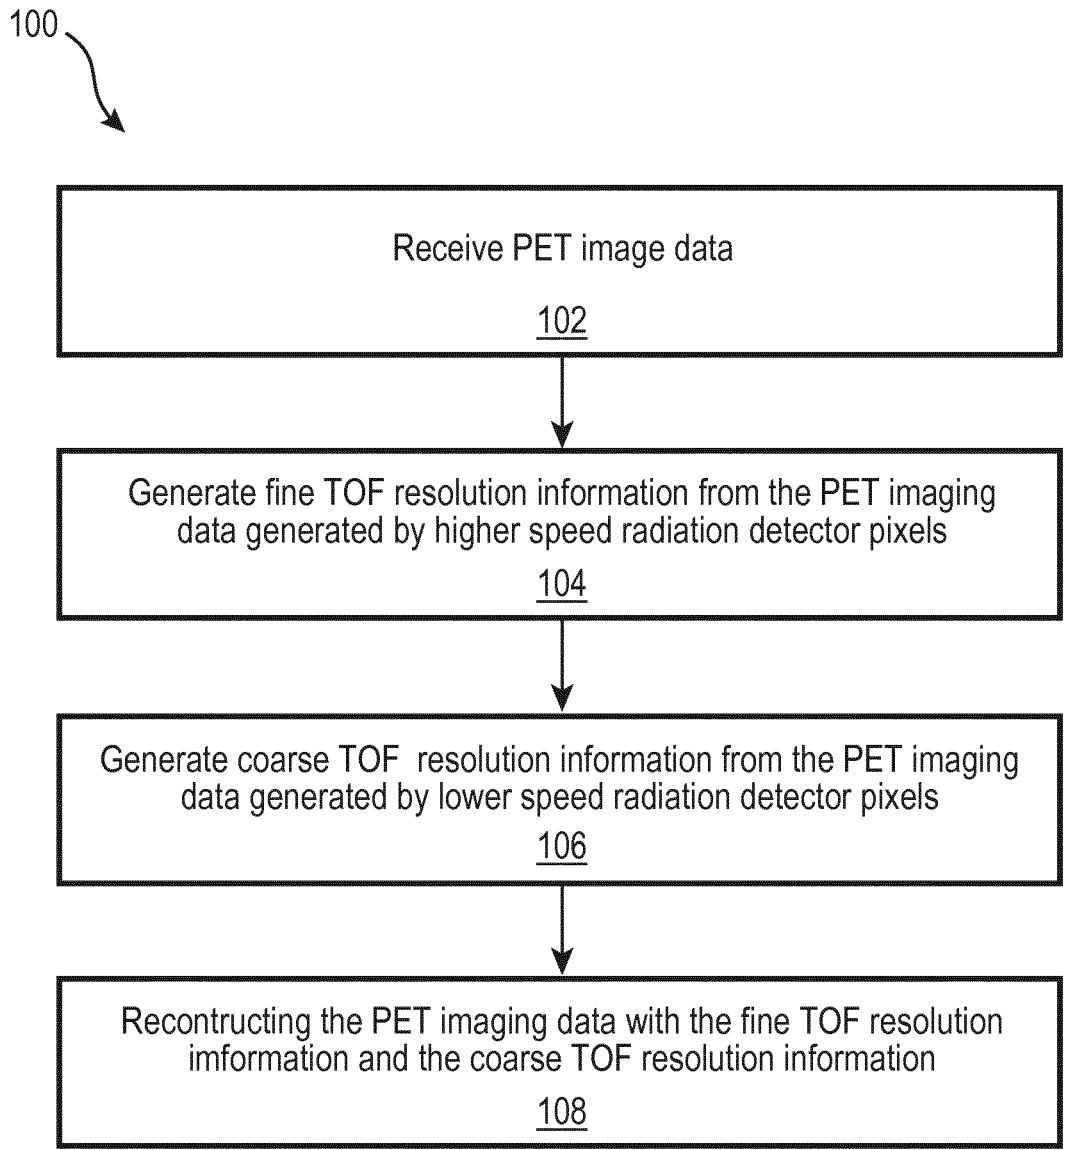 100
Receive PET image data
102
Generate fine TOF resolution information from the PET imaging
data generated by higher speed radiation detector pixels
104
Generate coarse TOF resolution information from the PET imaging
data generated by lower speed radiation detector pixels
106
Recontructing the PET imaging data with the fine TOF resolution
imformation and the coarse TOF resolution information
108